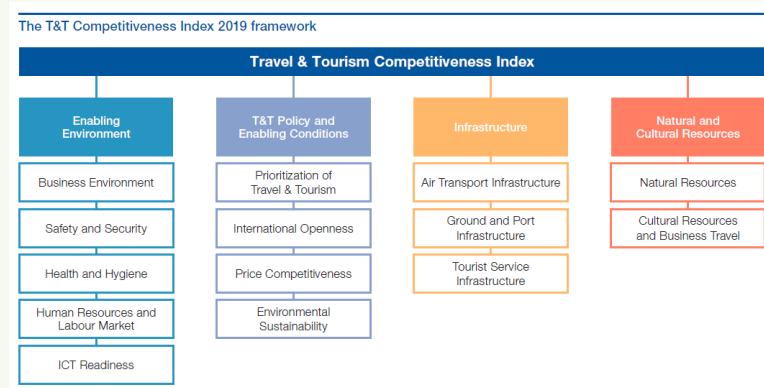 The T&T Competitiveness Index 2019 framework
Travel & Tourism Competitiveness Index
Enabling
Environment
Business Environment
Safety and Security
Health and Hygiene
Human Resources and
Labour Market
ICT Readiness
T&T Policy and
Enabling Conditions
Prioritization of
Travel & Tourism
International Openness
Price Competitiveness
Environmental
Sustainability
Infrastructure
Air Transport Infrastructure
Ground and Port
Infrastructure
Tourist Service
Infrastructure
Natural and
Cultural Resources
Natural Resources
Cultural Resources
and Business Travel